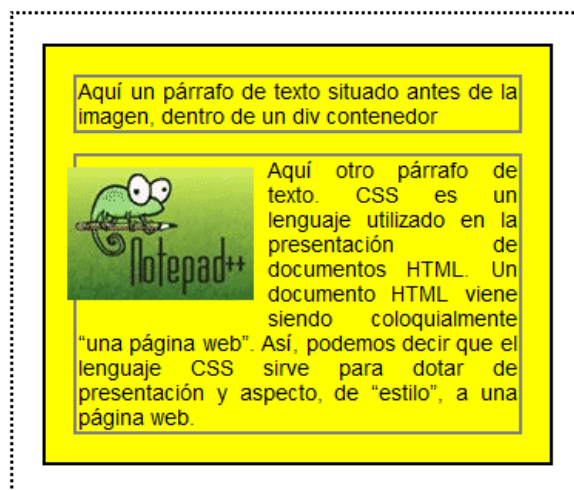 Aquí un párrafo de texto situado antes de la
imagen, dentro de un div contenedor
Notepad++
Aquí otro párrafo de
texto. CSS es un
lenguaje utilizado en la
presentación de
documentos HTML. Un
documento HTML viene
siendo coloquialmente
“una página web”. Así, podemos decir que el
lenguaje CSS sirve para dotar de
presentación y aspecto, de “estilo”, a una
página web.